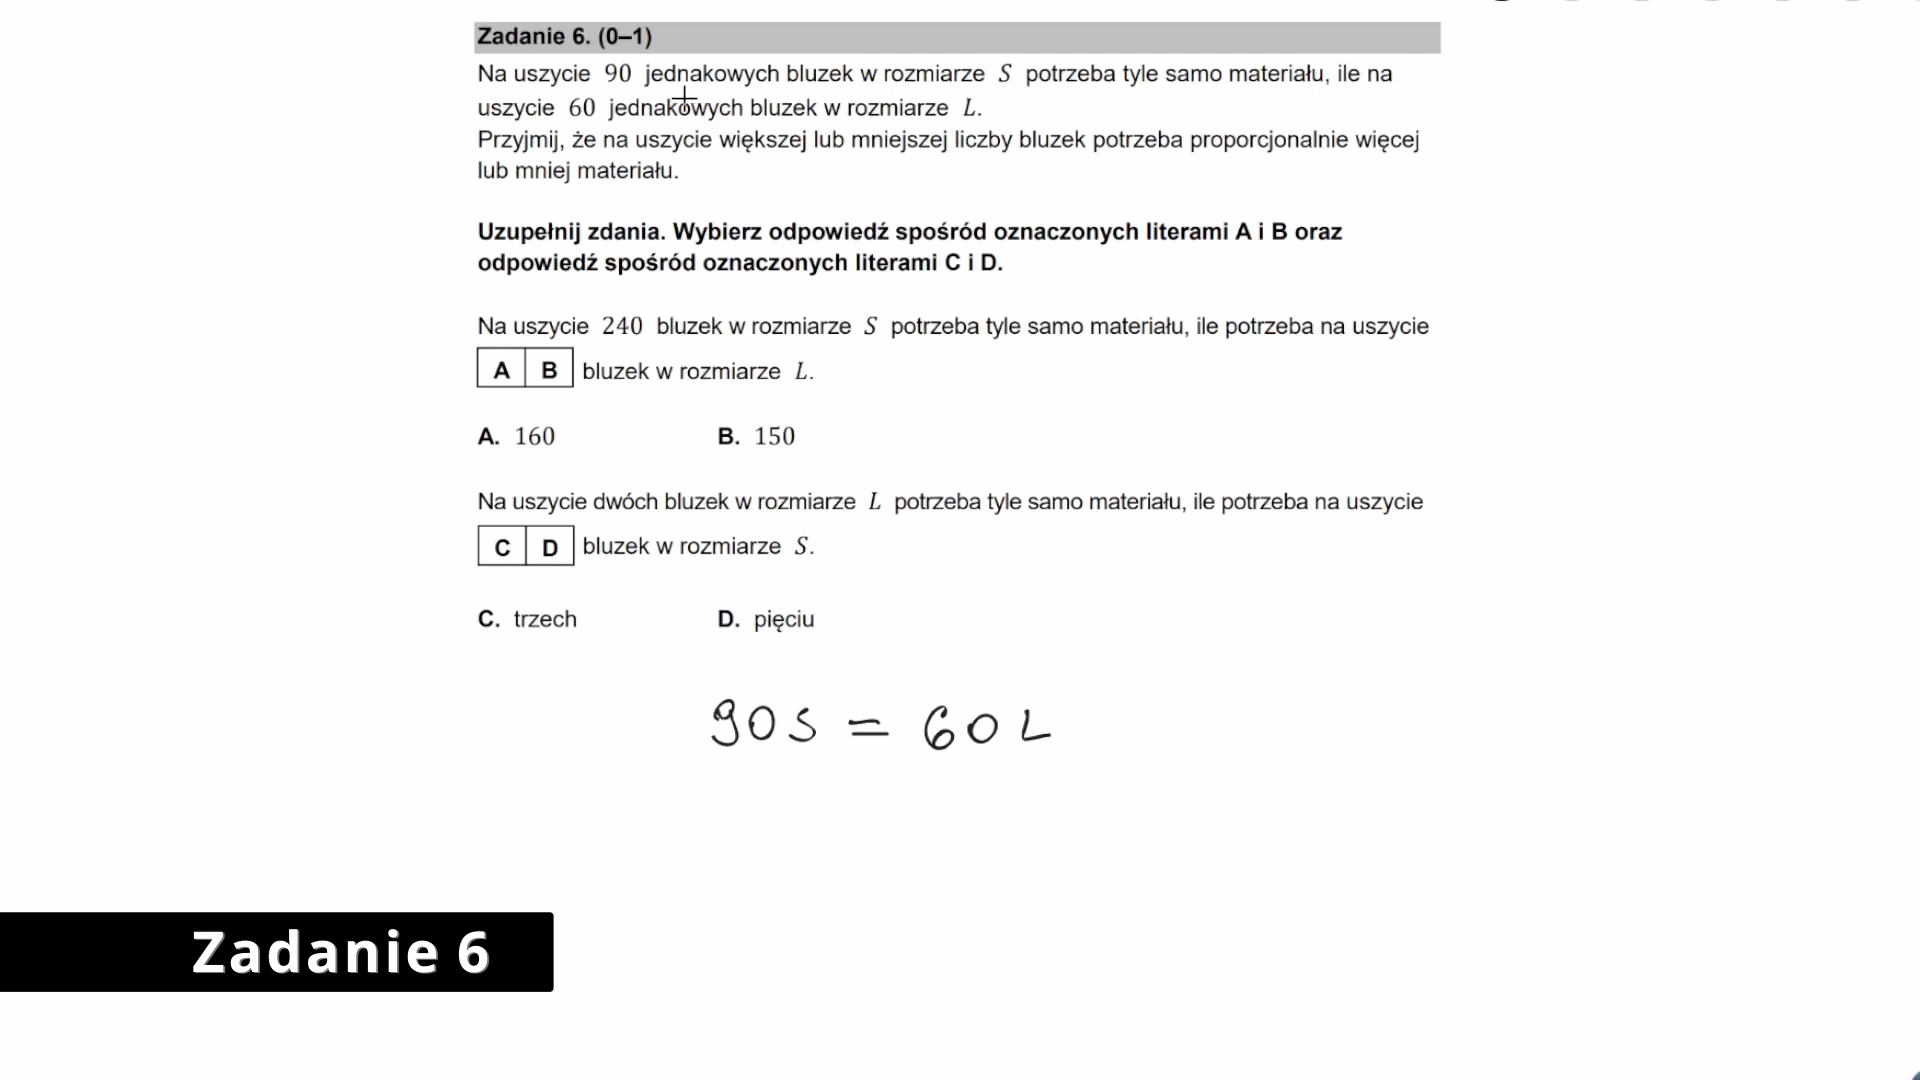 Zadanie 6. (0–1)
Na uszycie 90 jednakowych bluzek w rozmiarze S potrzeba tyle samo materiału, ile na
uszycie 60 jednakowych bluzek w rozmiarze L.
Przyjmij, że na uszycie większej lub mniejszej liczby bluzek potrzeba proporcjonalnie więcej
lub mniej materiału.
Uzupełnij zdania. Wybierz odpowiedź spośród oznaczonych literami A i B oraz
odpowiedź spośród oznaczonych literami C i D.
Na uszycie 240 bluzek w rozmiarze S potrzeba tyle samo materiału, ile potrzeba na uszycie
A B bluzek w rozmiarze L.
A. 160 B. 150
Na uszycie dwóch bluzek w rozmiarze L potrzeba tyle samo materiału, ile potrzeba na uszycie
C D bluzek w rozmiarze S.
C. trzech D. pięciu
90 S = 60 L
Zadanie 6